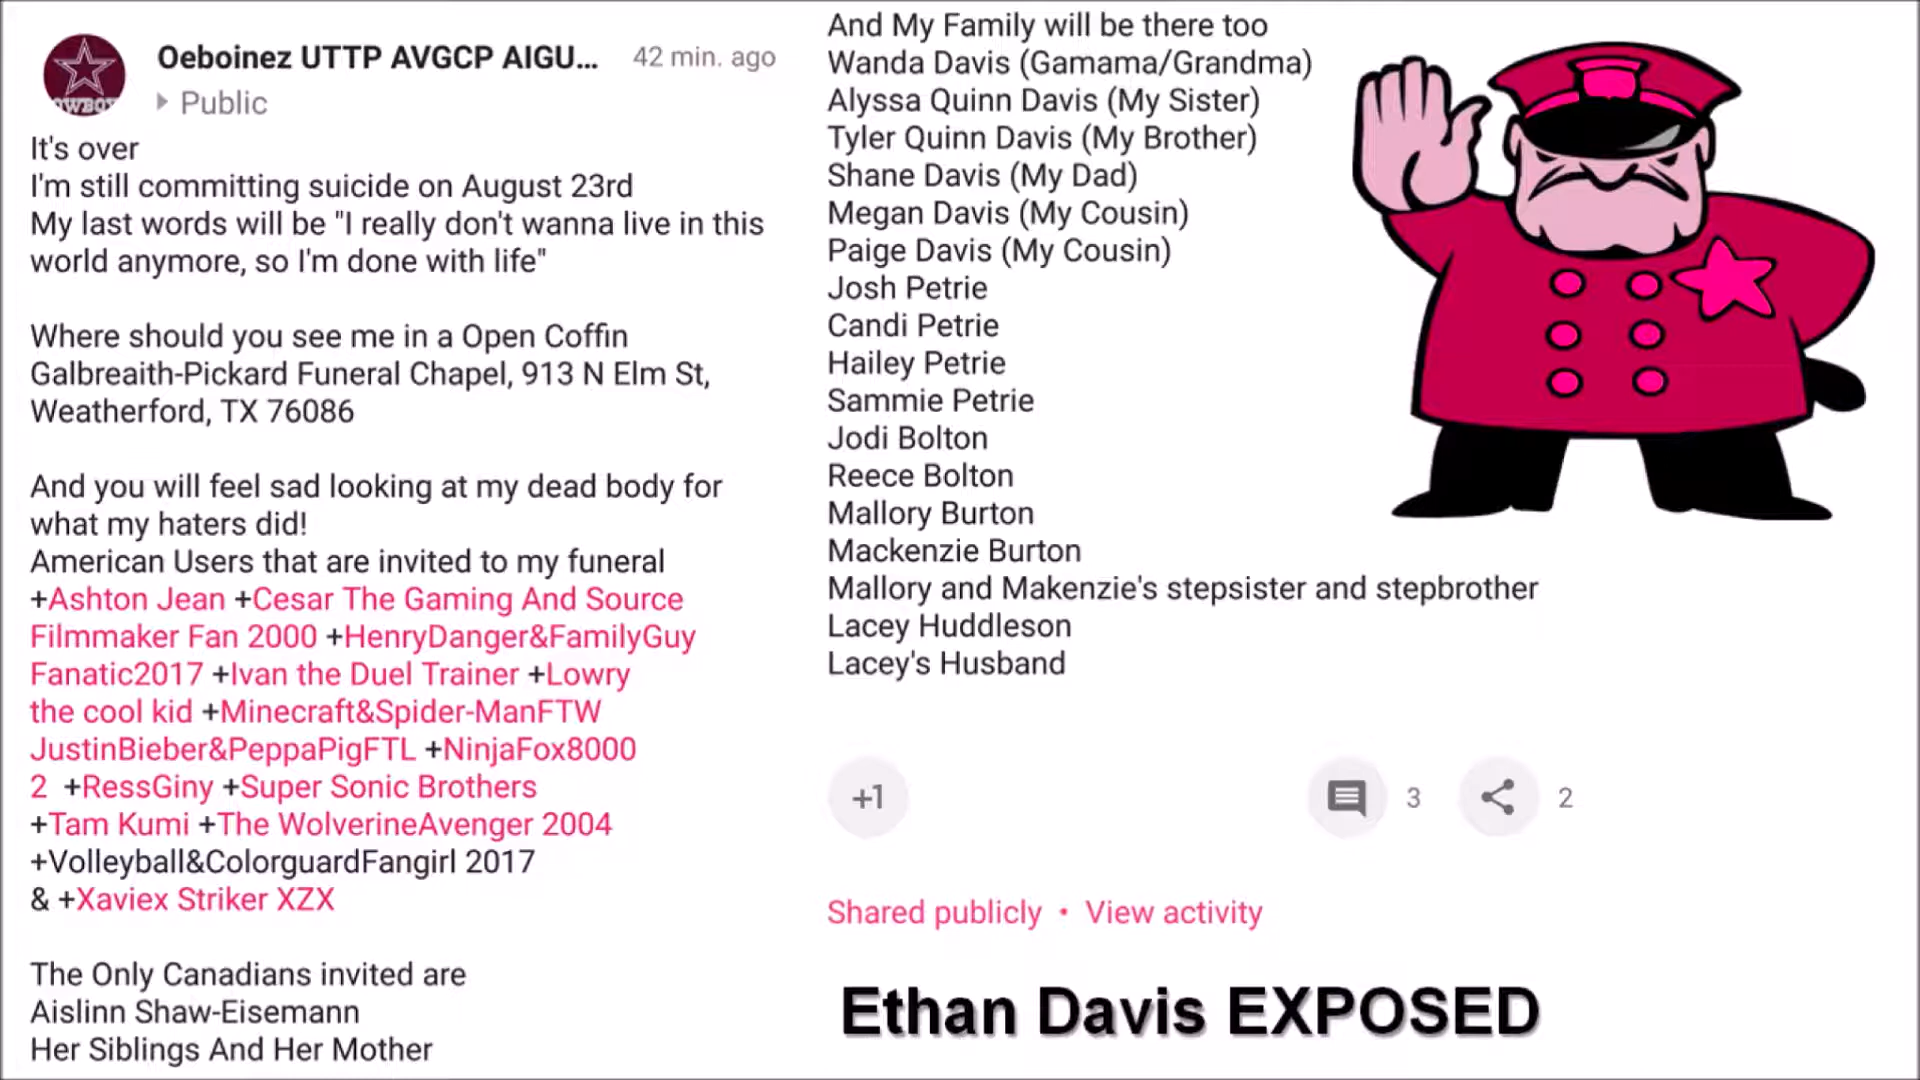 Oeboinez UTTP AVGCP AIGU... 42 min. ago
Public
It's over
I'm still committing suicide on August 23rd
My last words will be "I really don't wanna live in this
world anymore, so I'm done with life"
Where should you see me in a Open Coffin
Galbreaith-Pickard Funeral Chapel, 913 N Elm St,
Weatherford, TX 76086
And you will feel sad looking at my dead body for
what my haters did!
American Users that are invited to my funeral
+Ashton Jean +Cesar The Gaming And Source
Filmmaker Fan 2000 +HenryDanger&FamilyGuy
Fanatic2017 +Ivan the Duel Trainer +Lowry
the cool kid +Minecraft&Spider-ManFTW
JustinBieber&PeppaPigFTL +NinjaFox8000
2 +RessGiny +Super Sonic Brothers
+Tam Kumi +The WolverineAvenger 2004
+Volleyball&ColorguardFangirl 2017
& +Xaviex Striker XZX
The Only Canadians invited are
Aislinn Shaw-Eisemann
Her Siblings And Her Mother
And My Family will be there too
Wanda Davis (Gamama/Grandma)
Alyssa Quinn Davis (My Sister)
Tyler Quinn Davis (My Brother)
Shane Davis (My Dad)
Megan Davis (My Cousin)
Paige Davis (My Cousin)
Josh Petrie
Candi Petrie
Hailey Petrie
Sammie Petrie
Jodi Bolton
Reece Bolton
Mallory Burton
Mackenzie Burton
Mallory and Makenzie's stepsister and stepbrother
Lacey Huddleson
Lacey's Husband
+1 3 2
Shared publicly • View activity
Ethan Davis EXPOSED